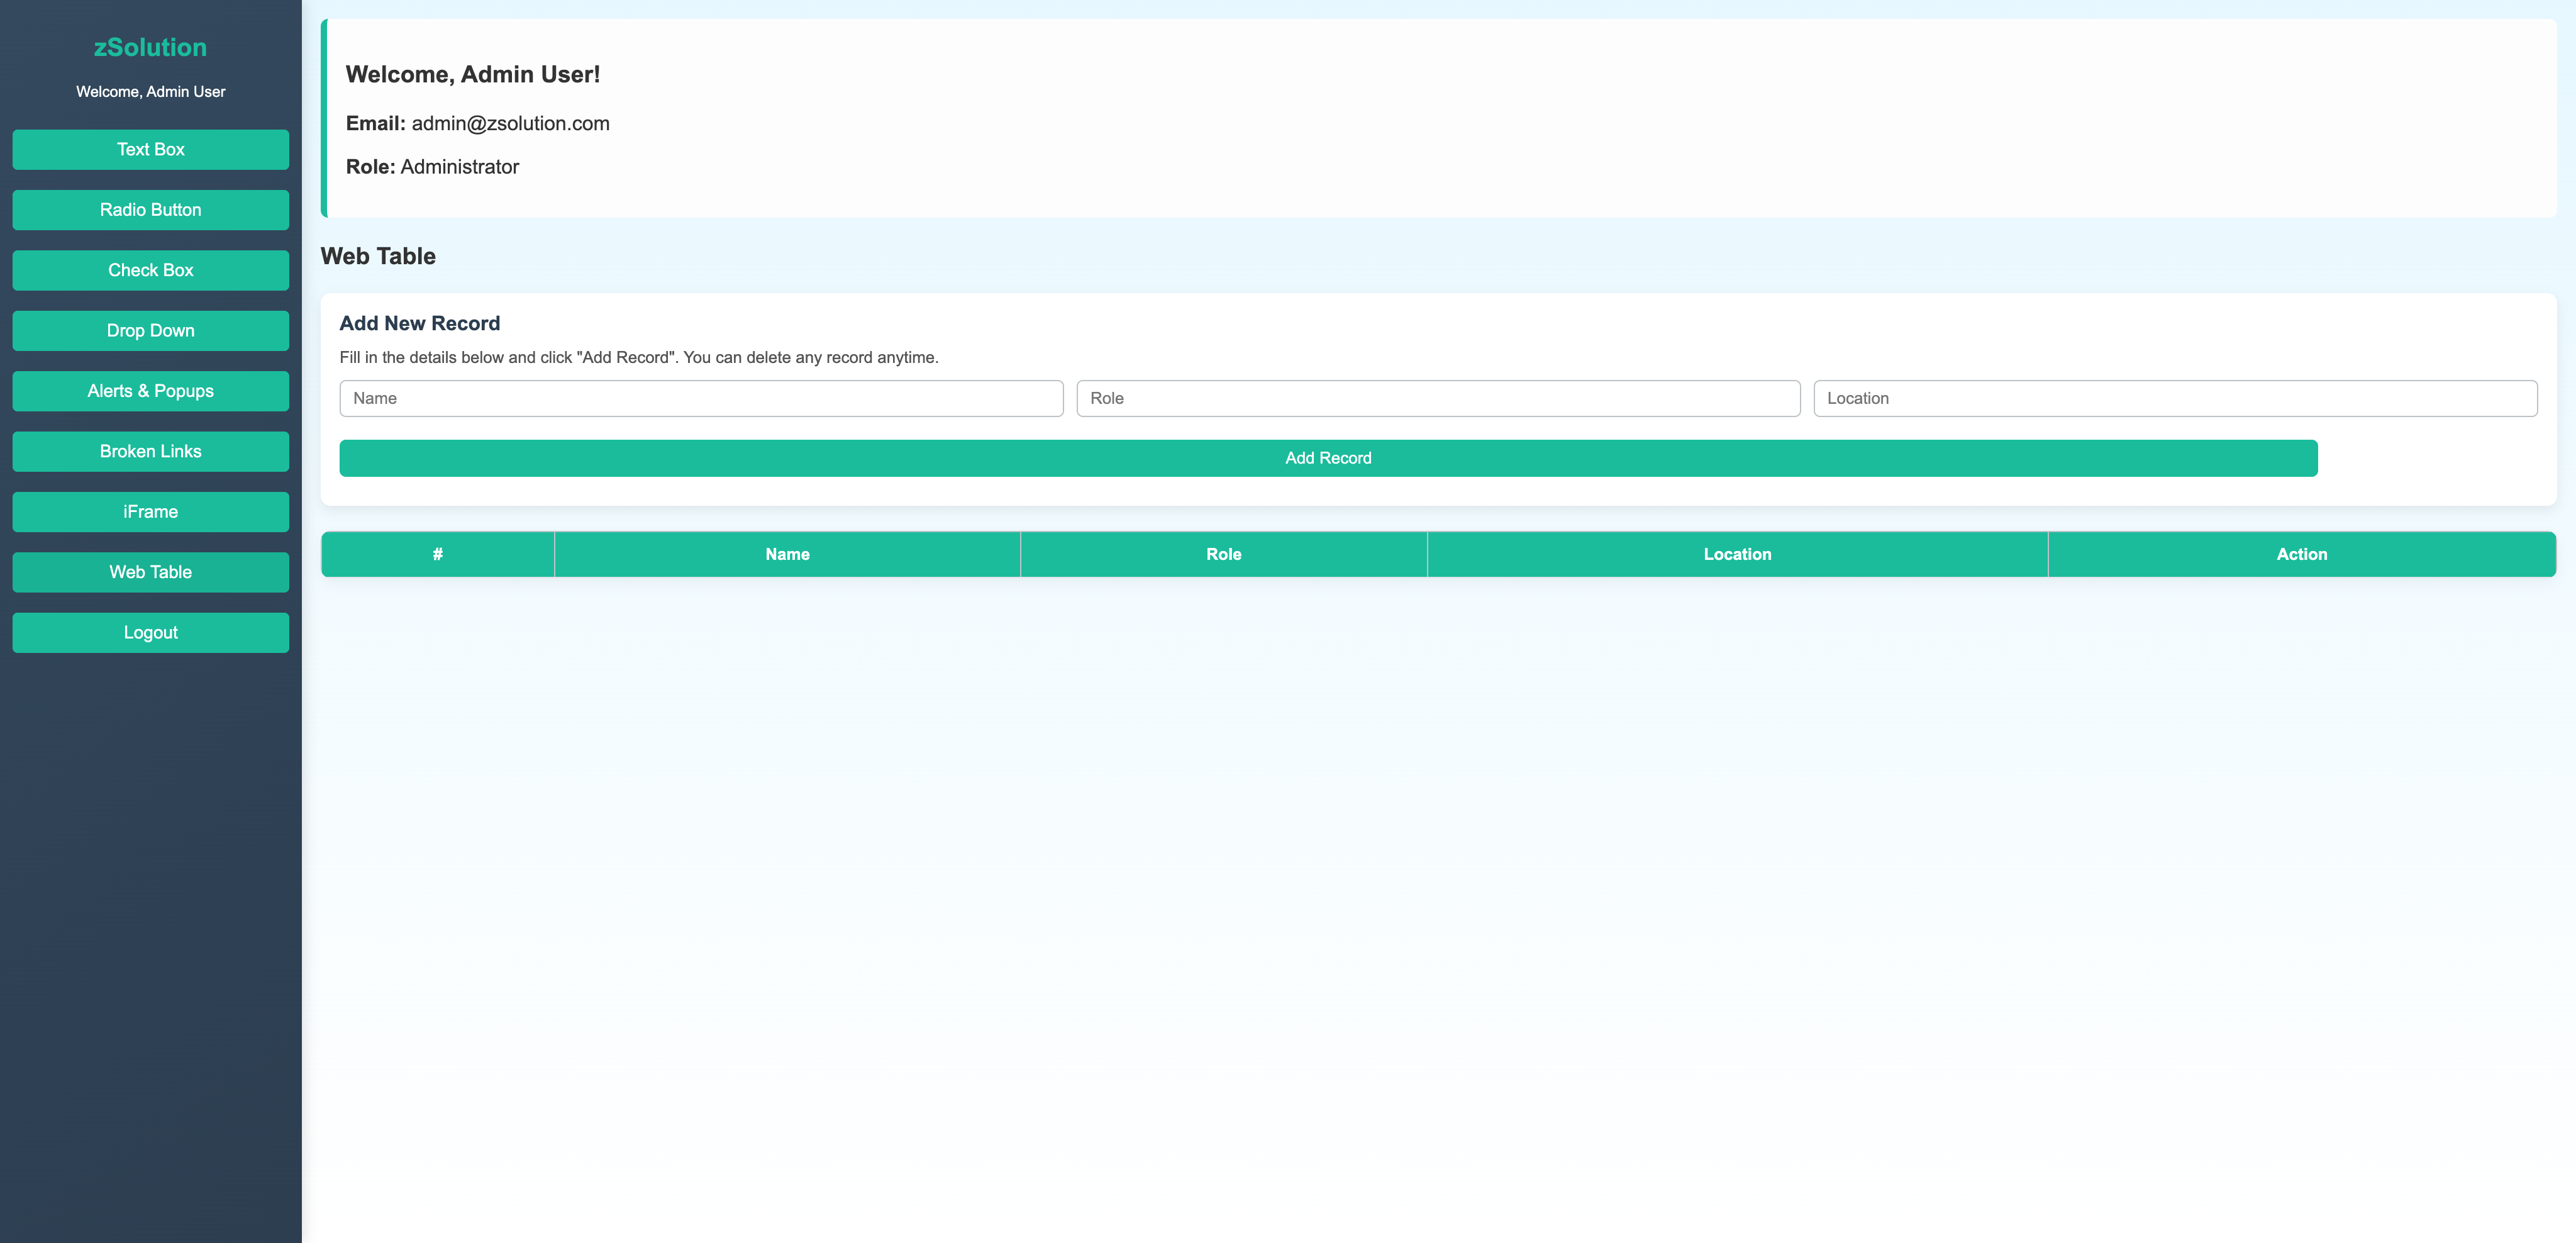 zSolution
Welcome, Admin User
Text Box
Radio Button
Check Box
Drop Down
Alerts & Popups
Broken Links
iFrame
Web Table
Logout
Welcome, Admin User!
Email: admin@zsolution.com
Role: Administrator
Web Table
Add New Record
Fill in the details below and click "Add Record". You can delete any record anytime.
Name Role Location
Add Record
# Name Role Location Action